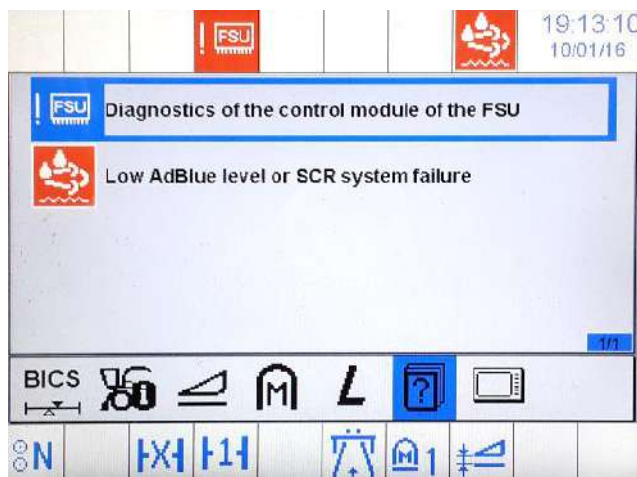 ! FSU
19:13:10
10/01/16
! FSU Diagnostics of the control module of the FSU
Low AdBlue level or SCR system failure
1/1
BICS i M L ?
N X 1 M 1